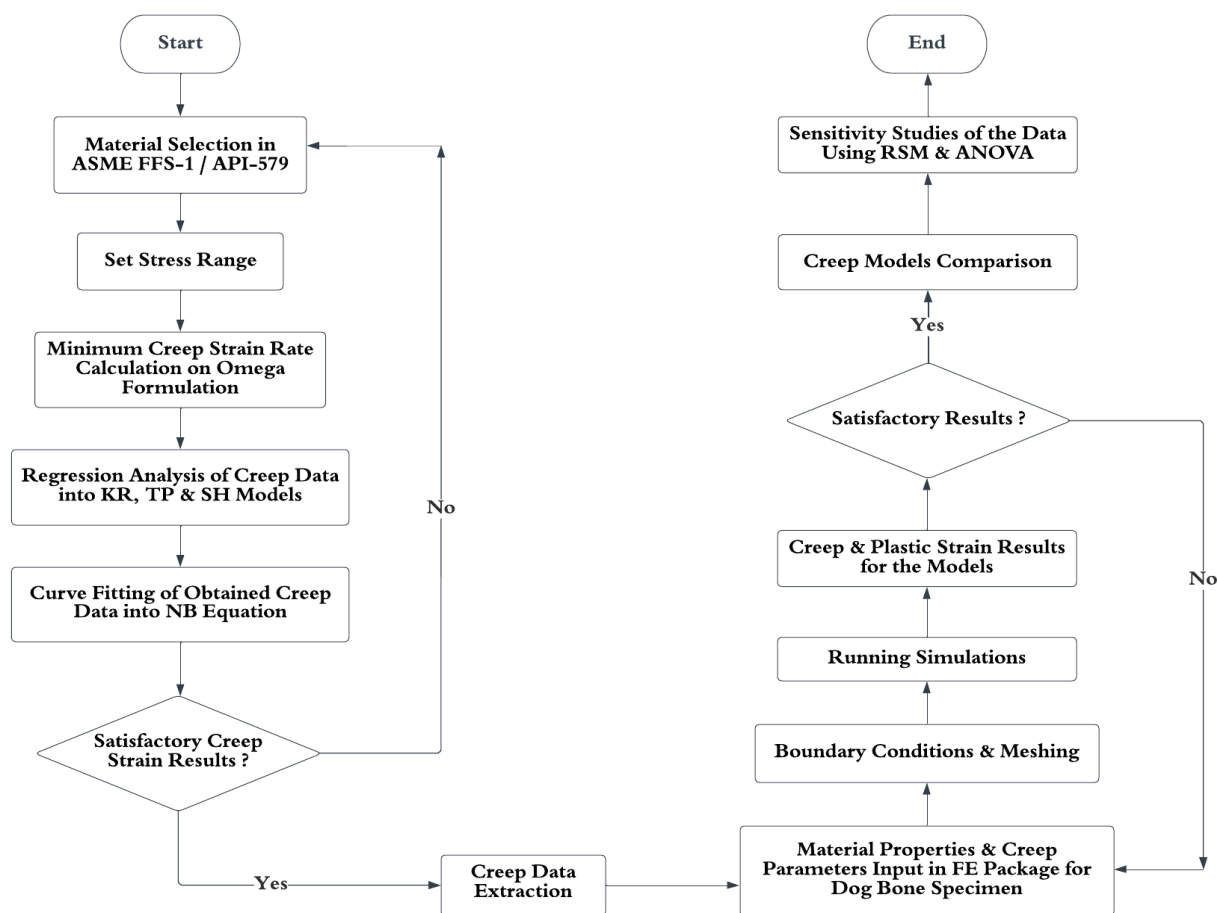 Start
Material Selection in
ASME FFS-1 / API-579
Set Stress Range
Minimum Creep Strain Rate
Calculation on Omega
Formulation
Regression Analysis of Creep Data
into KR, TP & SH Models
Curve Fitting of Obtained Creep
Data into NB Equation
Satisfactory Creep
Strain Results ?
No
Yes
Creep Data
Extraction
Material Properties & Creep
Parameters Input in FE Package for
Dog Bone Specimen
Boundary Conditions & Meshing
Running Simulations
Creep & Plastic Strain Results
for the Models
Satisfactory Results ?
No
Yes
Creep Models Comparison
Sensitivity Studies of the Data
Using RSM & ANOVA
End